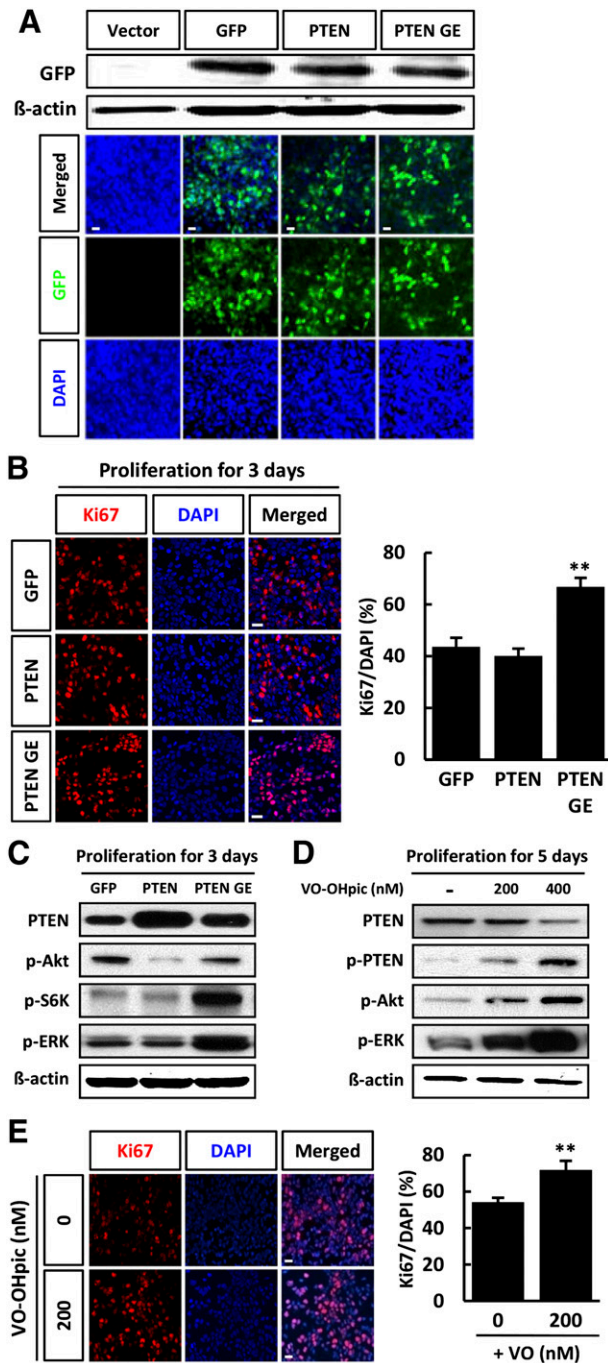 A
Vector GFP PTEN PTEN GE
GFP
ß-actin
Merged
GFP
DAPI
B
Proliferation for 3 days
Ki67 DAPI Merged
GFP
PTEN
PTEN GE
Ki67/DAPI (%)
80
60
40
20
0
**
GFP PTEN PTEN
GE
C
Proliferation for 3 days
GFP PTEN PTEN GE
PTEN
p-Akt
p-S6K
p-ERK
ß-actin
D
Proliferation for 5 days
VO-OHpic (nM) – 200 400
PTEN
p-PTEN
p-Akt
p-ERK
ß-actin
E
Ki67 DAPI Merged
VO-OHpic (nM)
0
200
Ki67/DAPI (%)
80
60
40
20
0
**
0 200
+ VO (nM)